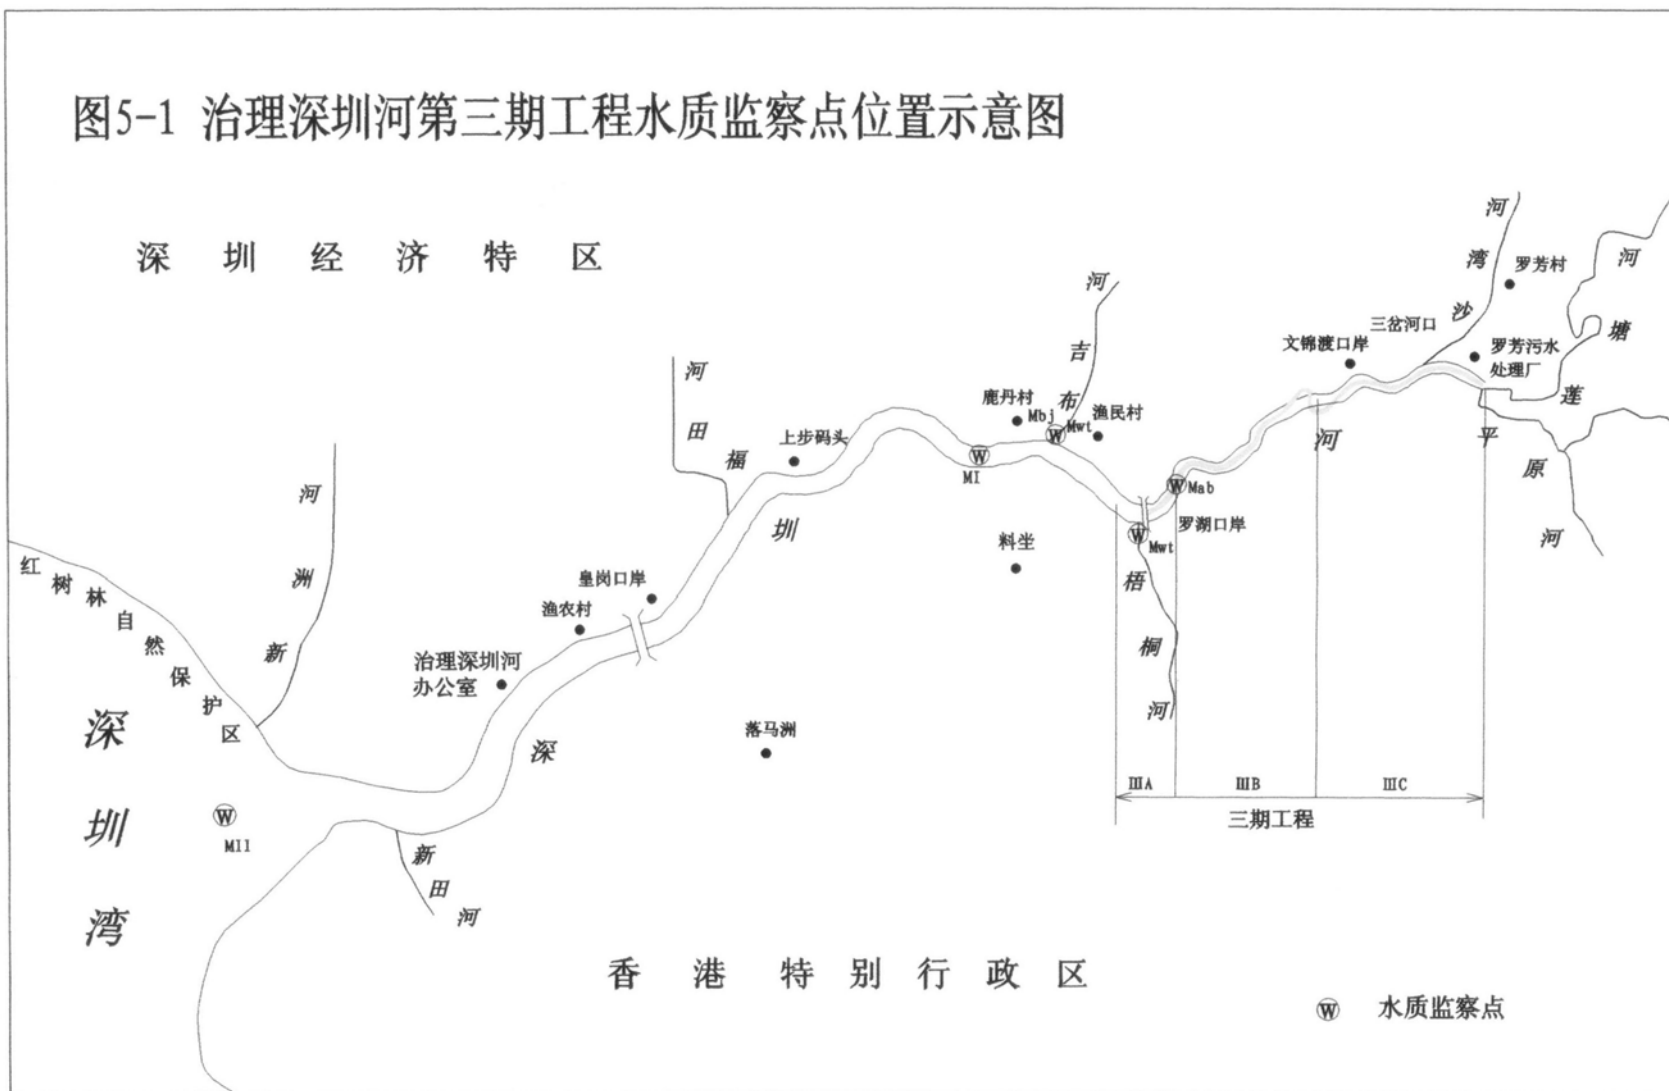 图5-1 治理深圳河第三期工程水质监察点位置示意图
深圳经济特区
河湾沙
罗芳村
河塘莲
三岔河口
文锦渡口岸
罗芳污水
处理厂
河吉布
河田福
鹿丹村
Mbj
Mwt
渔民村
上步码头
MI
Mab
罗湖口岸
Mwt
料坐
平原河
梧桐河
深圳河
河洲新
红树林自然保护区
皇岗口岸
渔农村
治理深圳河
办公室
落马洲
深圳湾
M11
新田河
ⅢA
ⅢB
ⅢC
三期工程
香港特别行政区
W 水质监察点